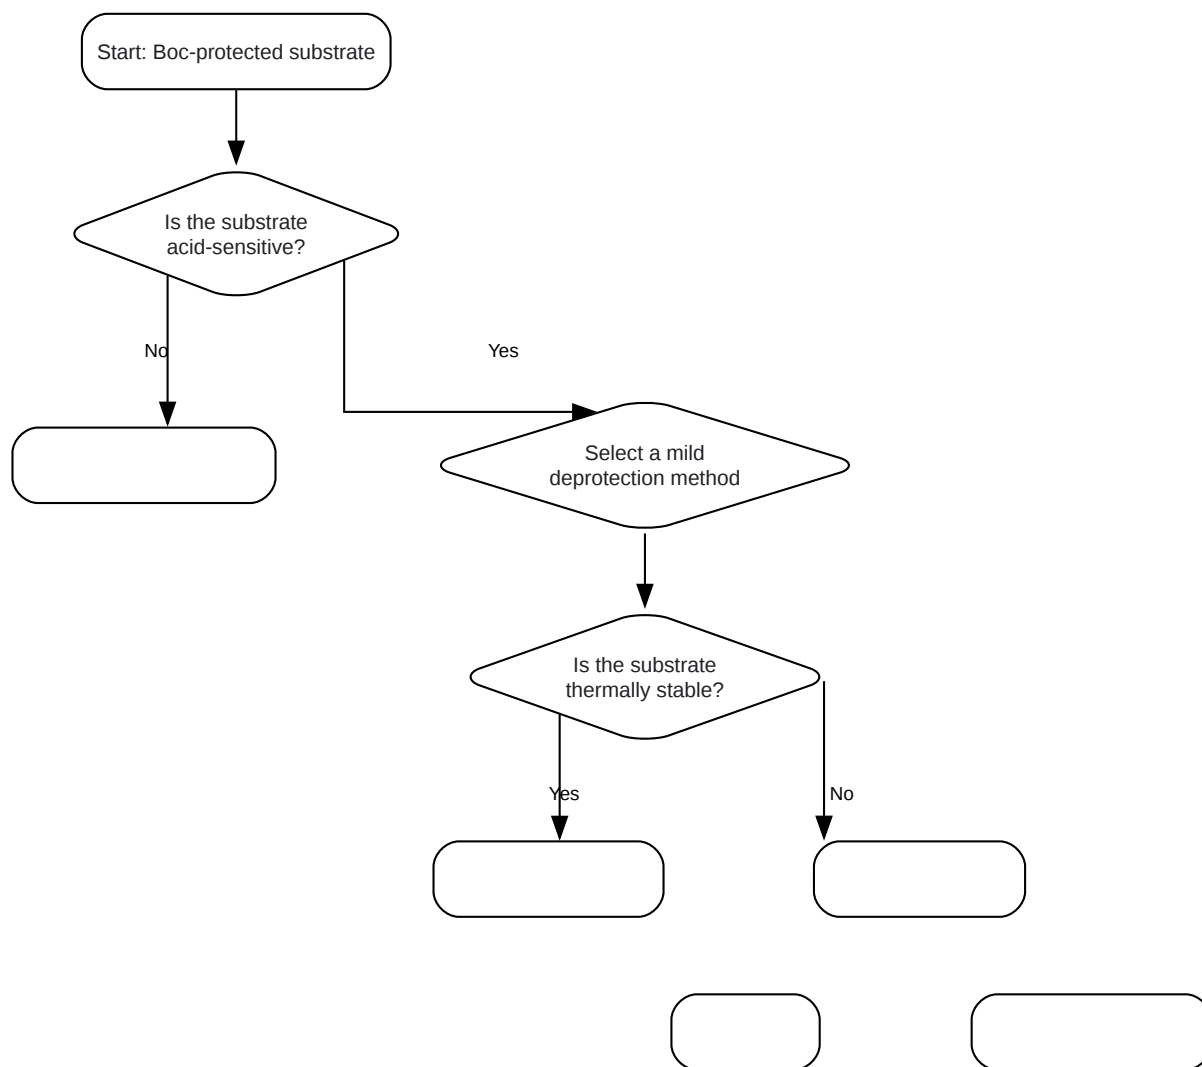 Start: Boc-protected substrate
Is the substrate
acid-sensitive?
No
Yes
Select a mild
deprotection method
Is the substrate
thermally stable?
Yes
No